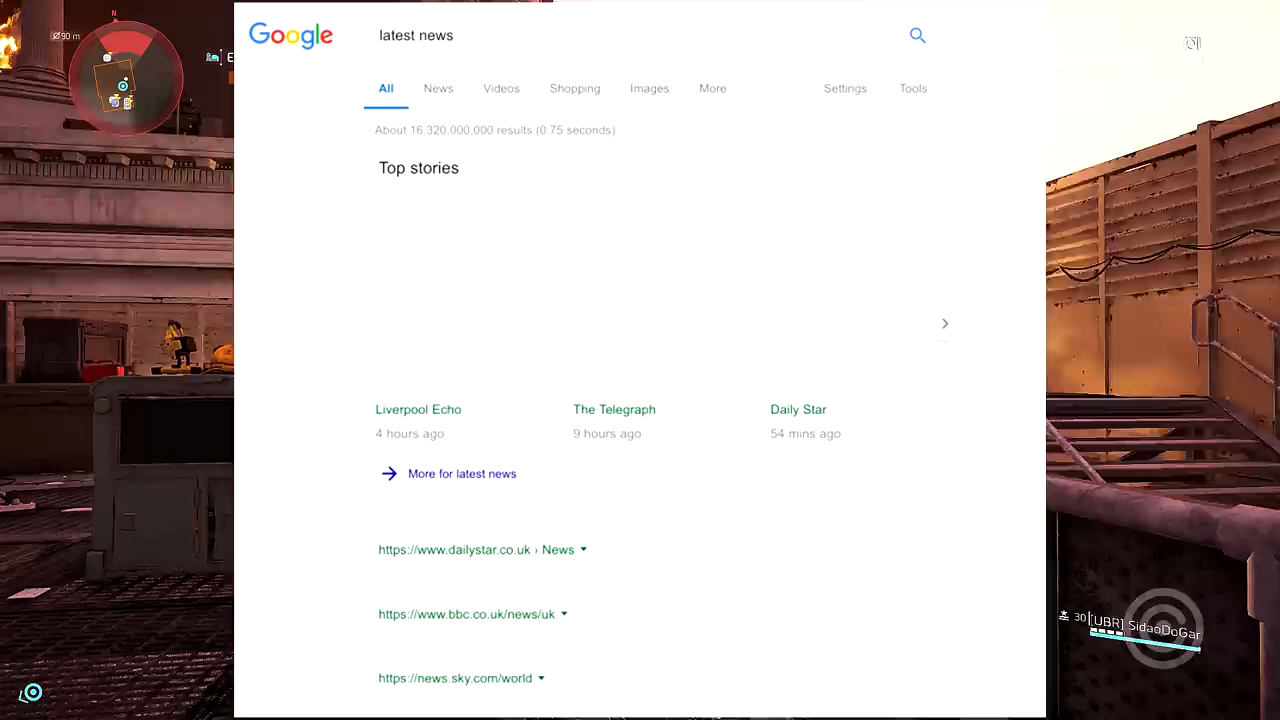 N
90 m
E
Google
latest news
All News Videos Shopping Images More Settings Tools
About 16.320.000.000 results (0.75 seconds)
Top stories
Liverpool Echo The Telegraph Daily Star
4 hours ago 9 hours ago 54 mins ago
More for latest news
https://www.dailystar.co.uk › News
https://www.bbc.co.uk/news/uk
https://news.sky.com/world
30 [UBR] SidaoDoGar